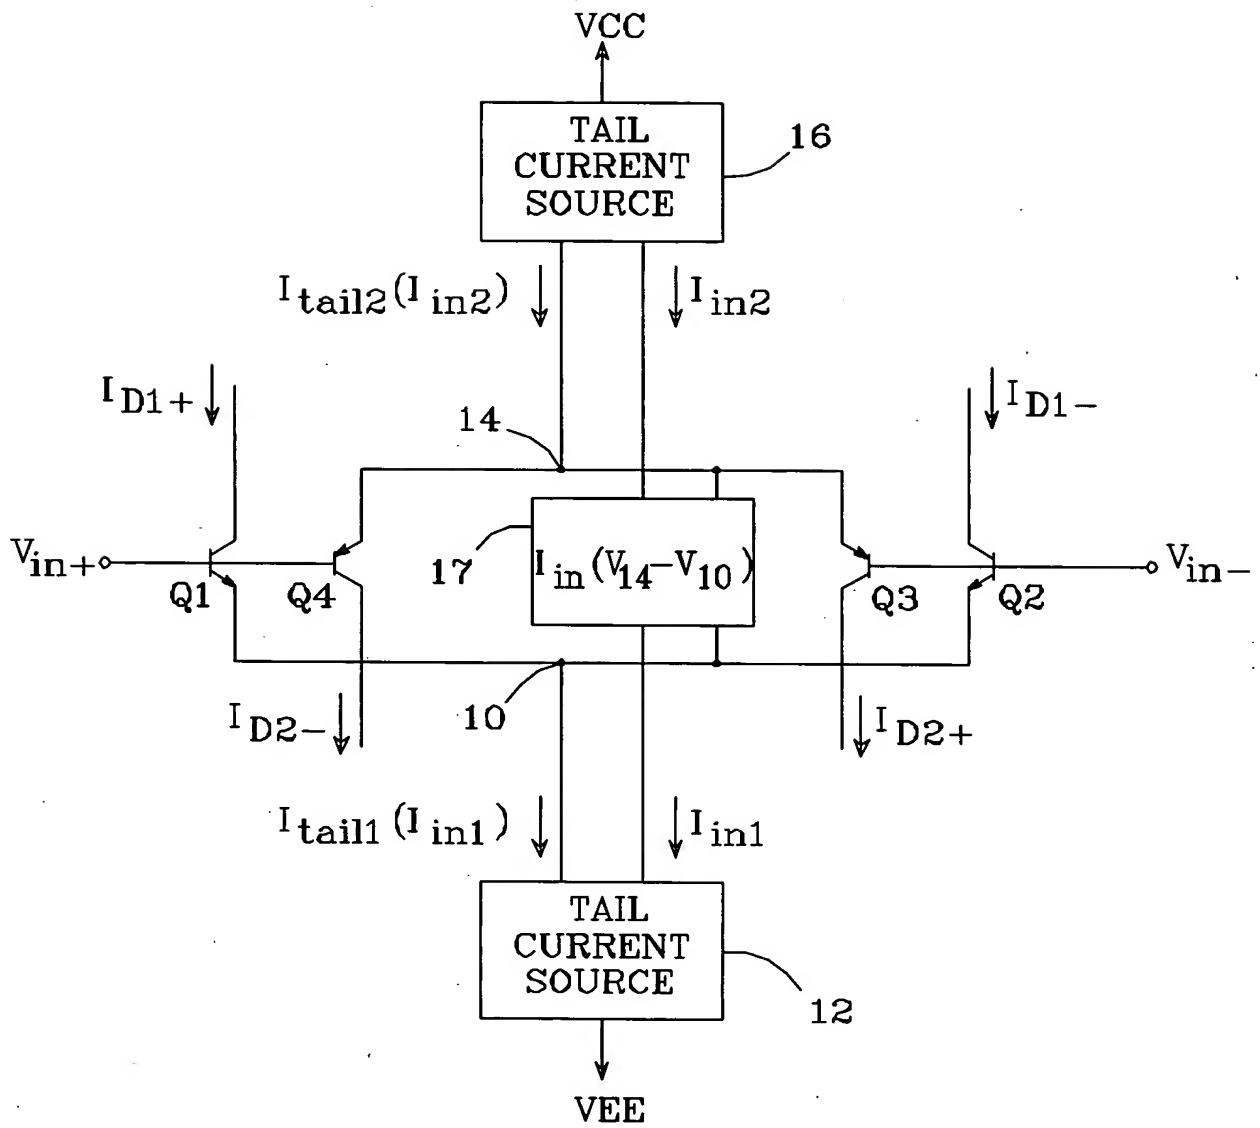 VCC
TAIL
CURRENT
SOURCE
16
I tail2 (I in2)
I in2
I D1+
I D1-
14
V in+
Q1
Q4
17
I in (V14-V10)
Q3
Q2
V in-
I D2-
10
I D2+
I tail1 (I in1)
I in1
TAIL
CURRENT
SOURCE
12
VEE